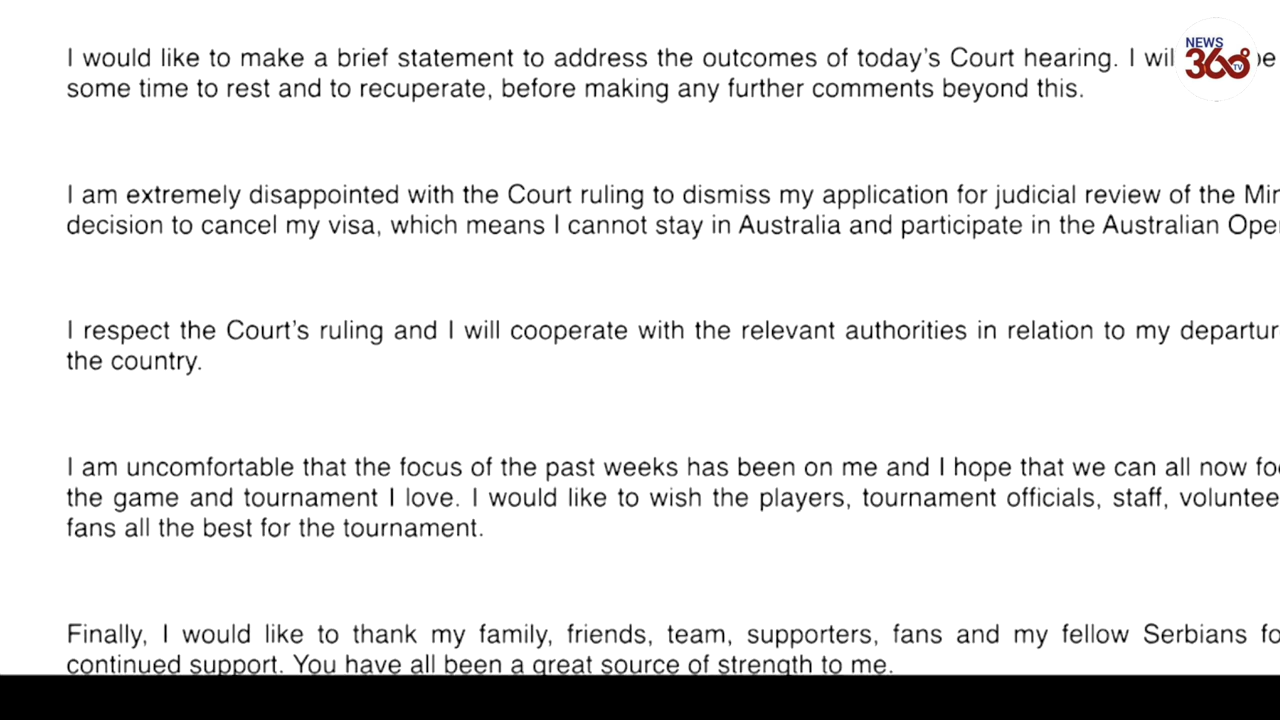 I would like to make a brief statement to address the outcomes of today's Court hearing. I wil
NEWS
360
TV
some time to rest and to recuperate, before making any further comments beyond this.
I am extremely disappointed with the Court ruling to dismiss my application for judicial review of the
decision to cancel my visa, which means I cannot stay in Australia and participate in the Australian
I respect the Court's ruling and I will cooperate with the relevant authorities in relation to my
the country.
I am uncomfortable that the focus of the past weeks has been on me and I hope that we can all now
the game and tournament I love. I would like to wish the players, tournament officials, staff,
fans all the best for the tournament.
Finally, I would like to thank my family, friends, team, supporters, fans and my fellow Serbians
continued support. You have all been a great source of strength to me.